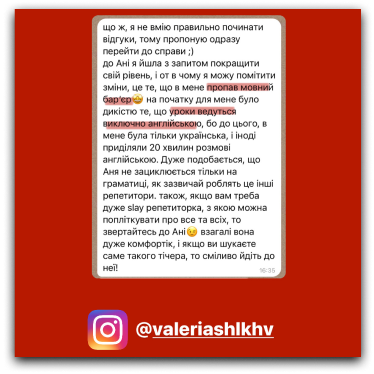 що ж, я не вмію правильно починати
відгуки, тому пропоную одразу
перейти до справи ;)
до Ані я йшла з запитом покращити
свій рівень, і от в чому я можу помітити
зміни, це те, що в мене пропав мовний
бар'єр🤩 на початку для мене було
дикістю те, що уроки ведуться
виключно англійською, бо до цього, в
мене була тільки українська, і іноді
приділяли 20 хвилин розмові
англійською. Дуже подобається, що
Аня не зациклюється тільки на
граматиці, як зазвичай роблять це інші
репетитори. також, якщо вам треба
дуже slay репетиторка, з якою можна
попліткувати про все та всіх, то
звертайтесь до Ані😉 взагалі вона
дуже комфортік, і якщо ви шукаєте
саме такого тічера, то сміливо йдіть до
неї!
16:35
@valeriashlkhv